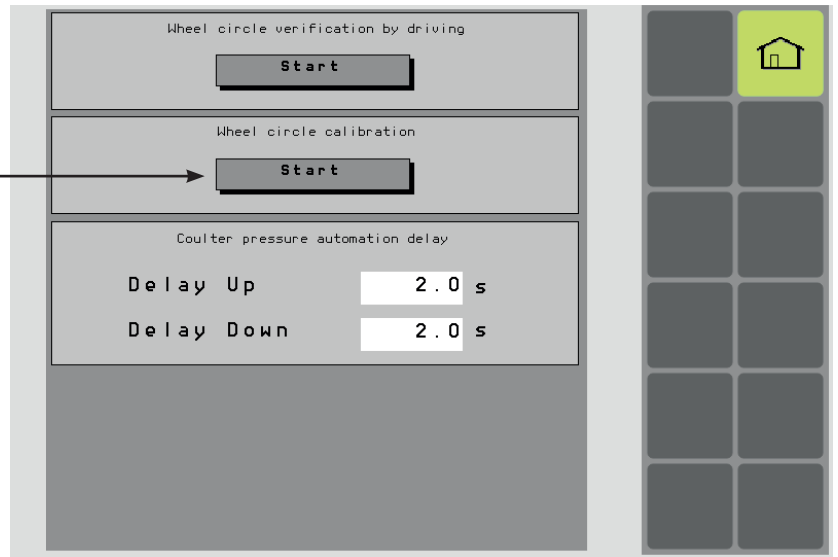 Wheel circle verification by driving
Start
Wheel circle calibration
Start
Coulter pressure automation delay
Delay Up 2.0 s
Delay Down 2.0 s